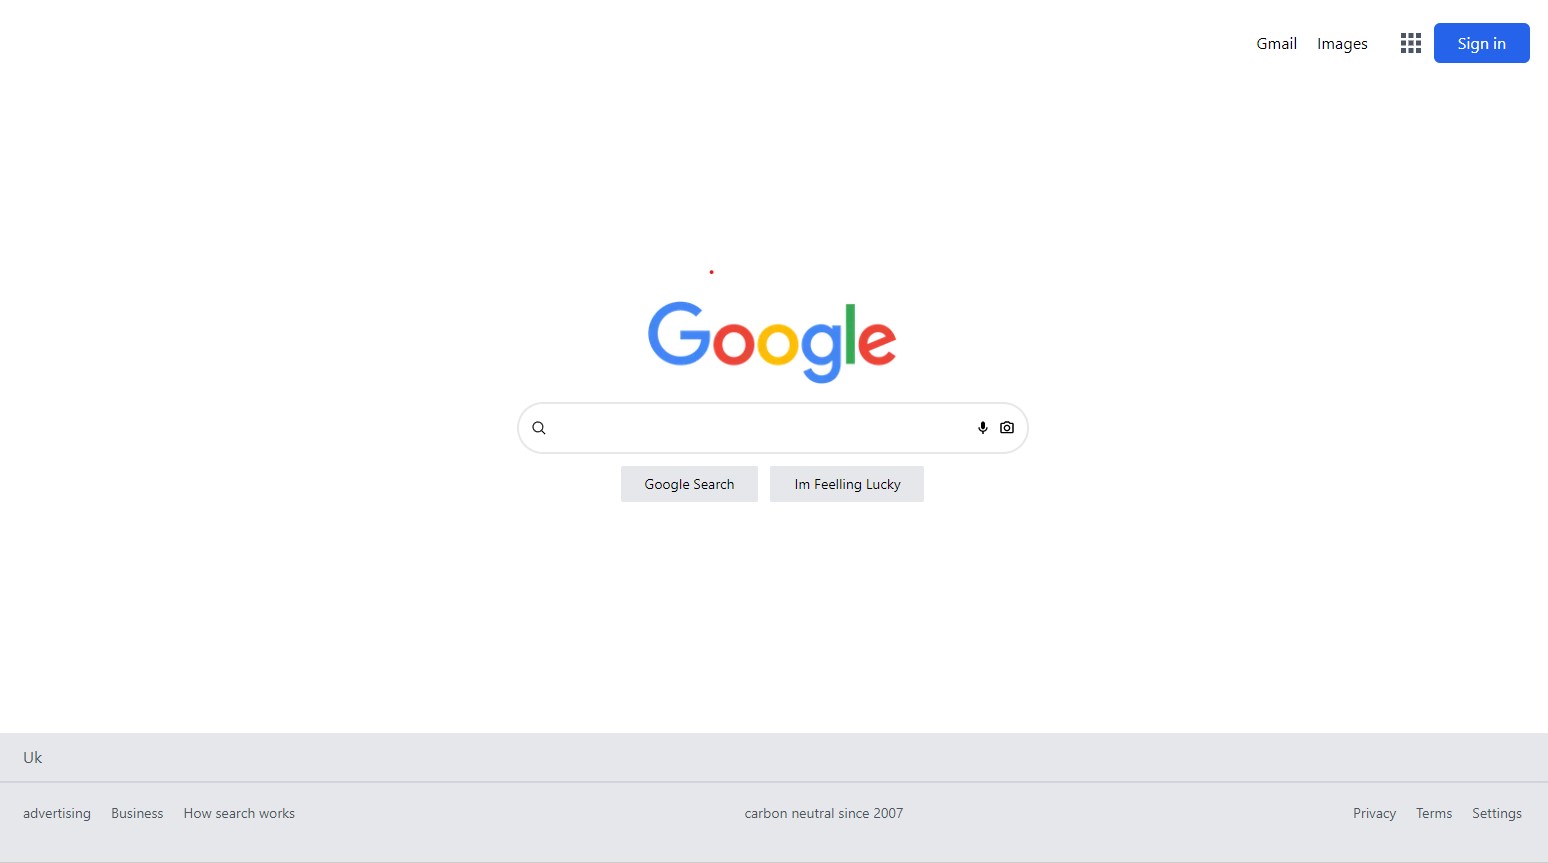 Gmail Images Sign in
Google
Google Search Im Feelling Lucky
Uk
advertising Business How search works carbon neutral since 2007 Privacy Terms Settings